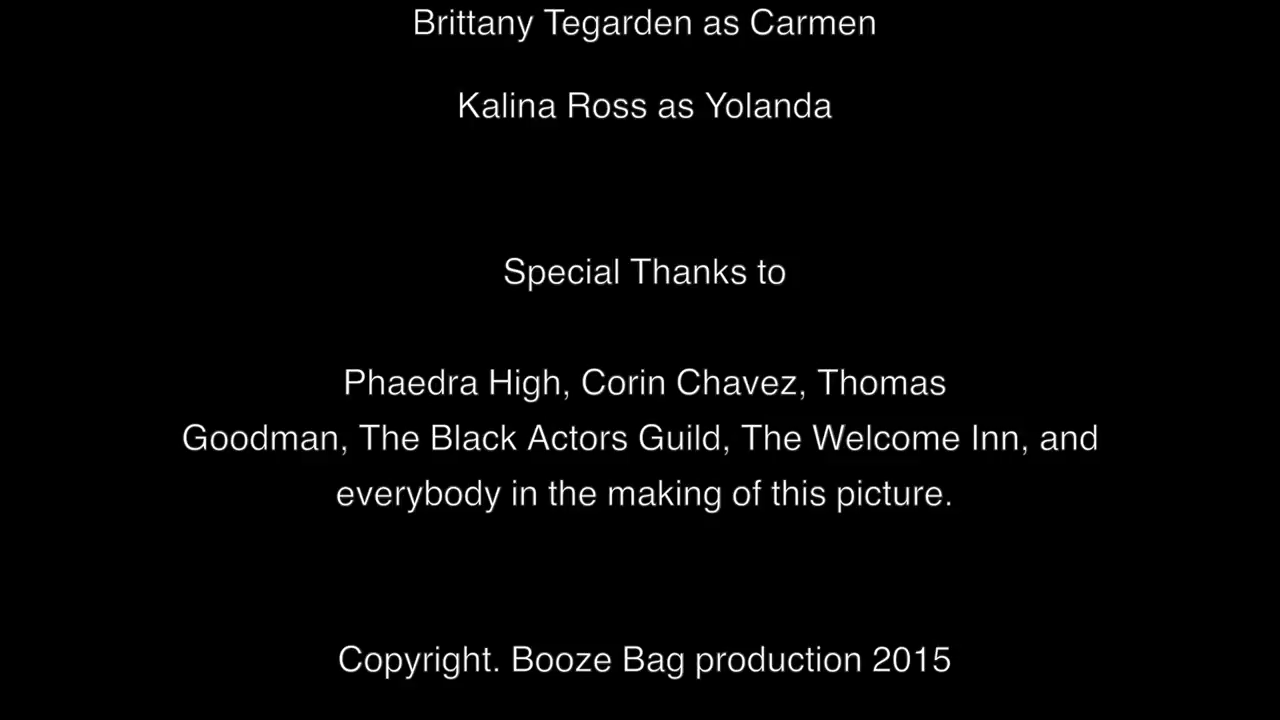 Brittany Tegarden as Carmen
Kalina Ross as Yolanda
Special Thanks to
Phaedra High, Corin Chavez, Thomas
Goodman, The Black Actors Guild, The Welcome Inn, and
everybody in the making of this picture.
Copyright. Booze Bag production 2015